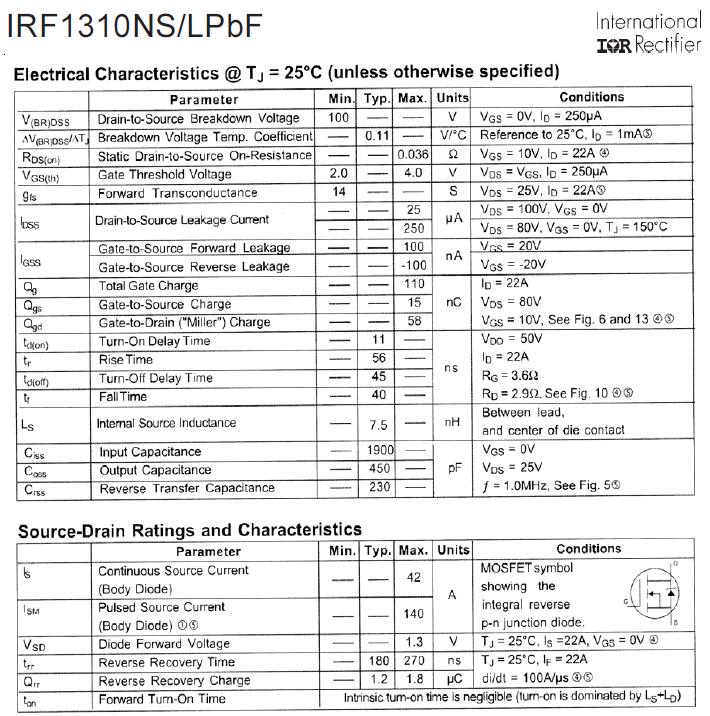 IRF1310NS/LPbF
International
IOR Rectifier
Electrical Characteristics @ TJ = 25°C (unless otherwise specified)
Parameter Min. Typ. Max. Units Conditions
V(BR)DSS Drain-to-Source Breakdown Voltage 100 — — V VGS = 0V, ID = 250µA
ΔV(BR)DSS/ΔTJ Breakdown Voltage Temp. Coefficient — 0.11 — V/°C Reference to 25°C, ID = 1mA⑤
RDS(on) Static Drain-to-Source On-Resistance — — 0.036 Ω VGS = 10V, ID = 22A ④
VGS(th) Gate Threshold Voltage 2.0 — 4.0 V VDS = VGS, ID = 250µA
gfs Forward Transconductance 14 — — S VDS = 25V, ID = 22A⑤
IDSS Drain-to-Source Leakage Current — — 25 µA VDS = 100V, VGS = 0V
— — 250 VDS = 80V, VGS = 0V, TJ = 150°C
IGSS Gate-to-Source Forward Leakage — — 100 nA VGS = 20V
Gate-to-Source Reverse Leakage — — -100 VGS = -20V
Qg Total Gate Charge — — 110 ID = 22A
Qgs Gate-to-Source Charge — — 15 nC VDS = 80V
Qgd Gate-to-Drain ("Miller") Charge — — 58 VGS = 10V, See Fig. 6 and 13 ④⑤
td(on) Turn-On Delay Time — 11 — VDD = 50V
tr Rise Time — 56 — ns ID = 22A
td(off) Turn-Off Delay Time — 45 — RG = 3.6Ω
tf Fall Time — 40 — RD = 2.9Ω, See Fig. 10 ④⑤
LS Internal Source Inductance — 7.5 — nH Between lead,
and center of die contact
Ciss Input Capacitance — 1900 — VGS = 0V
Coss Output Capacitance — 450 — pF VDS = 25V
Crss Reverse Transfer Capacitance — 230 — ƒ = 1.0MHz, See Fig. 5⑤
Source-Drain Ratings and Characteristics
Parameter Min. Typ. Max. Units Conditions
IS Continuous Source Current — — 42 A MOSFET symbol
(Body Diode) showing the
ISM Pulsed Source Current — — 140 integral reverse
(Body Diode) ①⑤ p-n junction diode.
D
G
S
VSD Diode Forward Voltage — — 1.3 V TJ = 25°C, IS =22A, VGS = 0V ④
trr Reverse Recovery Time — 180 270 ns TJ = 25°C, IF = 22A
Qrr Reverse Recovery Charge — 1.2 1.8 µC di/dt = 100A/µs ④⑤
ton Forward Turn-On Time Intrinsic turn-on time is negligible (turn-on is dominated by LS+LD)